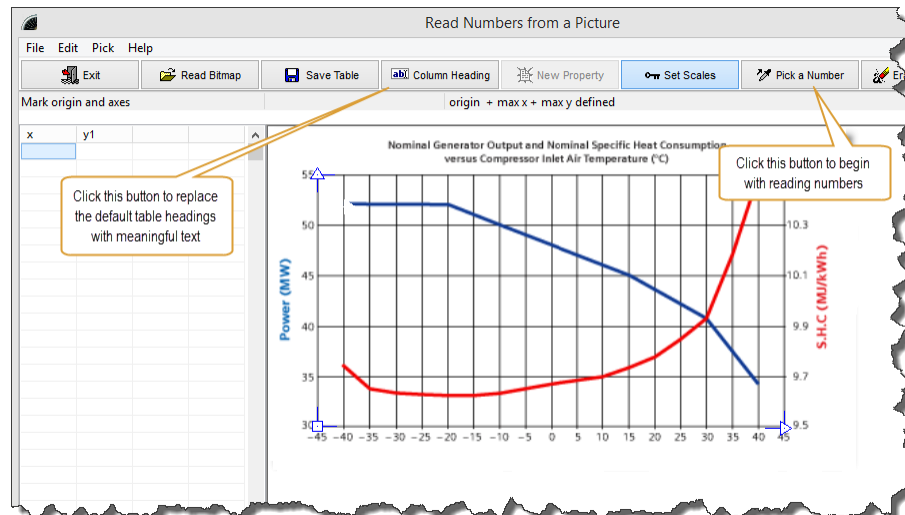 Read Numbers from a Picture
File Edit Pick Help
Exit Read Bitmap Save Table Column Heading New Property Set Scales Pick a Number
Mark origin and axes origin + max x + max y defined
x y1
Nominal Generator Output and Nominal Specific Heat Consumption
versus Compressor Inlet Air Temperature (°C)
Click this button to begin
with reading numbers
Click this button to replace
the default table headings
with meaningful text
Power (MW)
50
45
40
35
30
10.3
10.1
9.9
9.7
9.5
S.H.C (MJ/kWh)
-45 -40 -35 -30 -25 -20 -15 -10 -5 0 5 10 15 20 25 30 35 40 45